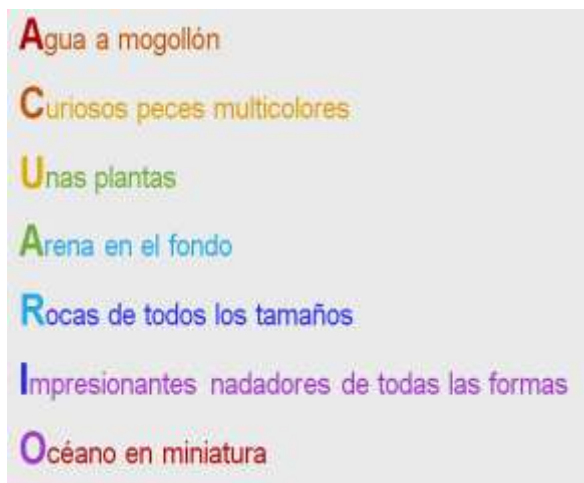 Agua a mogollón
Curiosos peces multicolores
Unas plantas
Arena en el fondo
Rocas de todos los tamaños
Impresionantes nadadores de todas las formas
Océano en miniatura